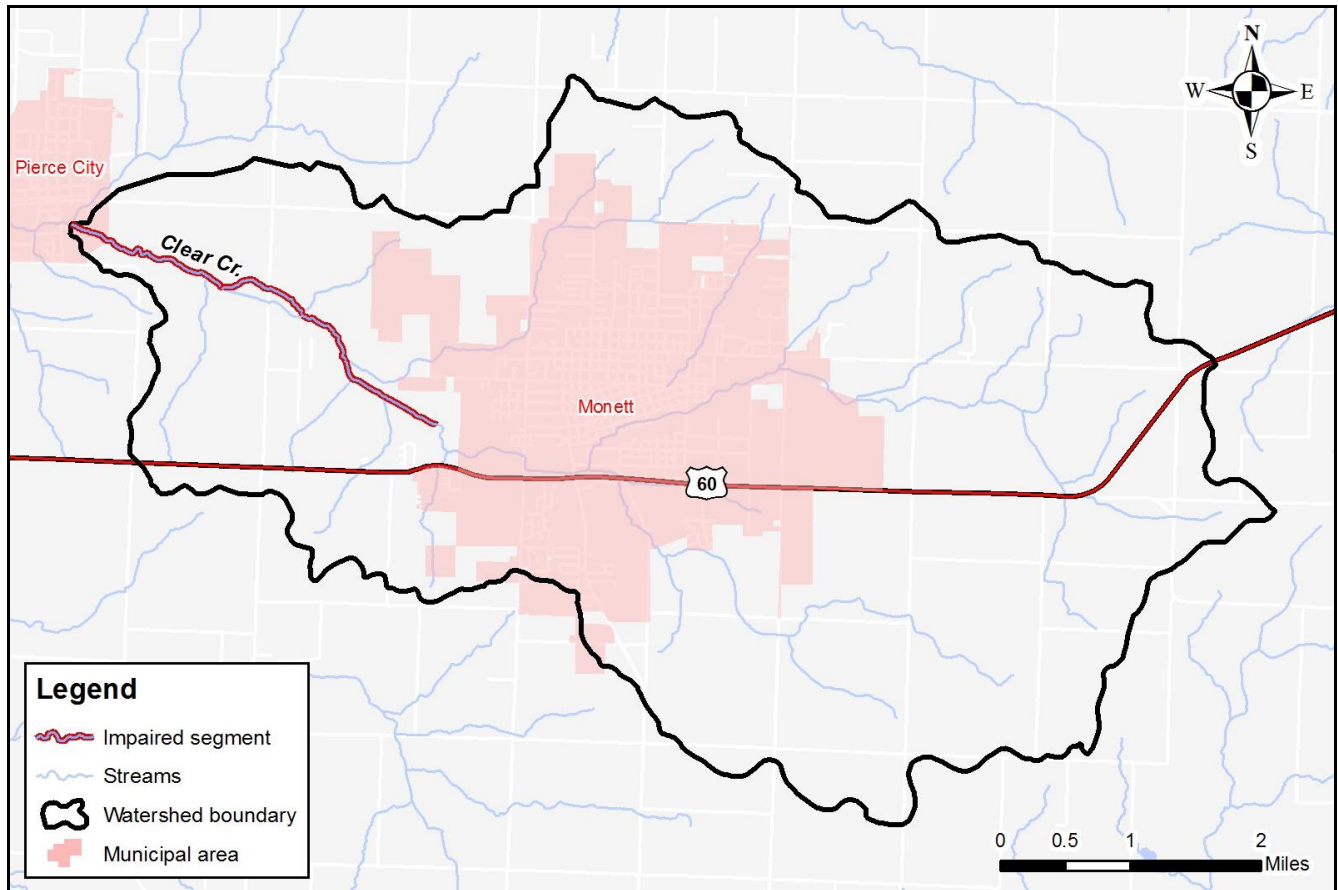 N
W E
S
Pierce City
Clear Cr.
Monett
60
Legend
Impaired segment
Streams
Watershed boundary
Municipal area
0 0.5 1 2
Miles